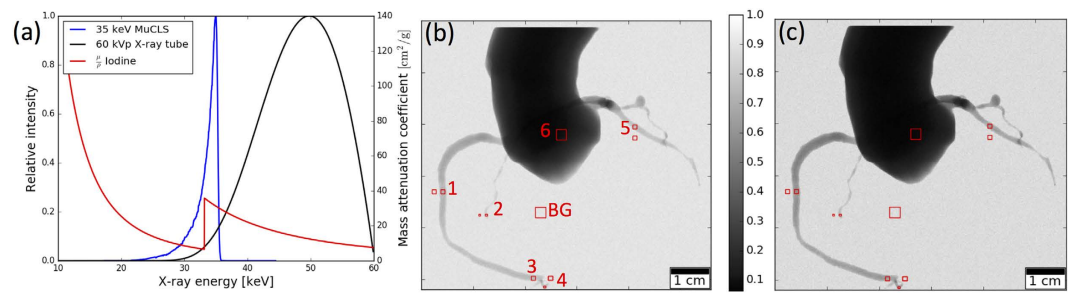 (a)
35 keV MuCLS
60 kVp X-ray tube
μ/ρ Iodine
Relative intensity
1.0
0.8
0.6
0.4
0.2
0.0
10 20 30 40 50 60
X-ray energy [keV]
140
120
100
80
60
40
20
0
Mass attenuation coefficient [cm²/g]
(b)
6
5
1
2
BG
3 4
1 cm
1.0
0.9
0.8
0.7
0.6
0.5
0.4
0.3
0.2
0.1
(c)
1 cm